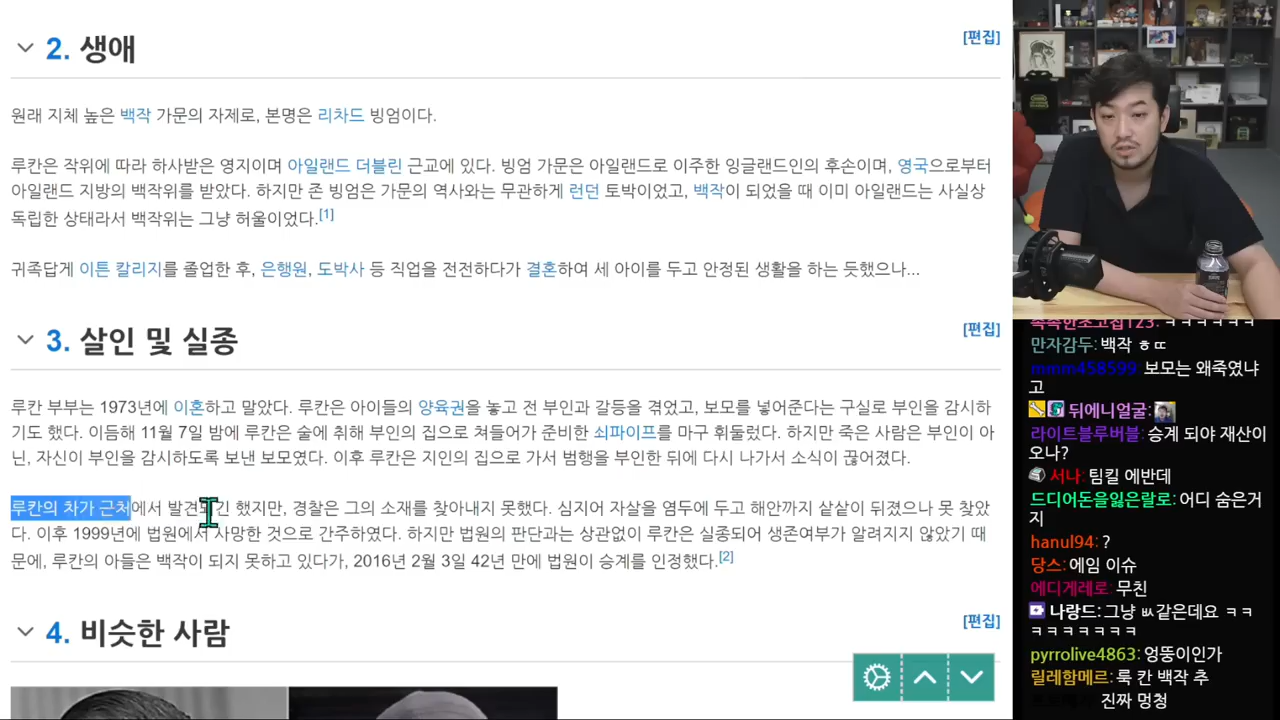 2. 생애
[편집]
원래 지체 높은 백작 가문의 자제로, 본명은 리차드 빙엄이다.
루칸은 작위에 따라 하사받은 영지이며 아일랜드 더블린 근교에 있다. 빙엄 가문은 아일랜드로 이주한 잉글랜드인의 후손이며, 영국으로부터
아일랜드 지방의 백작위를 받았다. 하지만 존 빙엄은 가문의 역사와는 무관하게 런던 토박이었고, 백작이 되었을 때 이미 아일랜드는 사실상
독립한 상태라서 백작위는 그냥 허울이었다.[1]
귀족답게 이튼 칼리지를 졸업한 후, 은행원, 도박사 등 직업을 전전하다가 결혼하여 세 아이를 두고 안정된 생활을 하는 듯했으나...
3. 살인 및 실종
[편집]
루칸 부부는 1973년에 이혼하고 말았다. 루칸은 아이들의 양육권을 놓고 전 부인과 갈등을 겪었고, 보모를 넣어준다는 구실로 부인을 감시하
기도 했다. 이듬해 11월 7일 밤에 루칸은 술에 취해 부인의 집으로 쳐들어가 준비한 쇠파이프를 마구 휘둘렀다. 하지만 죽은 사람은 부인이 아
닌, 자신이 부인을 감시하도록 보낸 보모였다. 이후 루칸은 지인의 집으로 가서 범행을 부인한 뒤에 다시 나가서 소식이 끊어졌다.
루칸의 차가 근처에서 발견되긴 했지만, 경찰은 그의 소재를 찾아내지 못했다. 심지어 자살을 염두에 두고 해안까지 샅샅이 뒤졌으나 못 찾았
다. 이후 1999년에 법원에서 사망한 것으로 간주하였다. 하지만 법원의 판단과는 상관없이 루칸은 실종되어 생존여부가 알려지지 않았기 때
문에, 루칸의 아들은 백작이 되지 못하고 있다가, 2016년 2월 3일 42년 만에 법원이 승계를 인정했다.[2]
4. 비슷한 사람
[편집]
ㅋㅋㅋㅋㅋㅋ
만자감두: 백작 ㅎㄸ
mmm458599: 보모는 왜죽였냐
고
뒤에니얼굴:
라이트블루버블: 승계 되야 재산이
오나?
서나: 팀킬 에반데
드디어돈을잃은랄로: 어디 숨은거
지
hanul94: ?
당스: 에임 이슈
에디게레로: 무친
나랑드: 그냥 ㅄ같은데요 ㅋㅋ
ㅋㅋㅋㅋㅋㅋㅋ
pyrrolive4863: 엉뚱이인가
릴레함메르: 룩 칸 백작 추
진짜 멍청